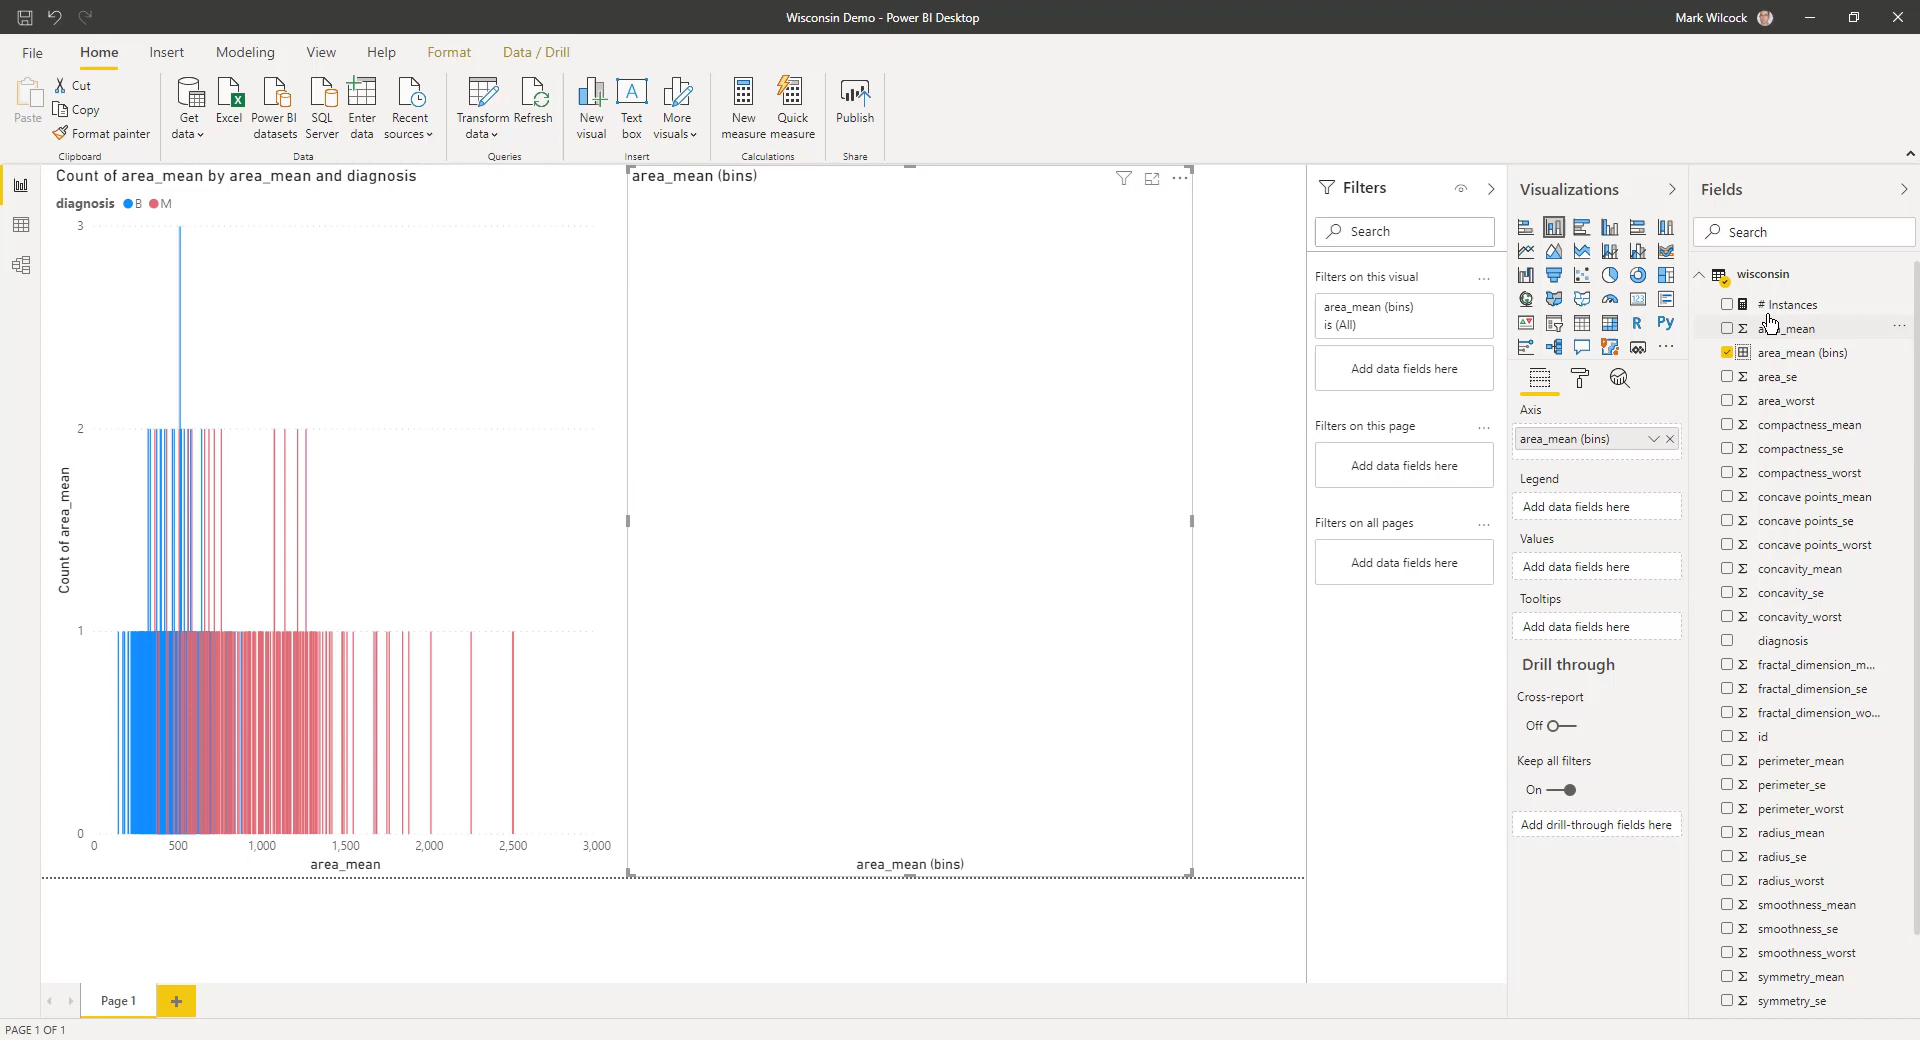 Wisconsin Demo - Power BI Desktop
Mark Wilcock
File
Home
Insert
Modeling
View
Help
Format
Data / Drill
Paste
Cut
Copy
Format painter
Clipboard
Get data
Excel
Power BI datasets
SQL Server
Enter data
Recent sources
Data
Transform data
Refresh
Queries
New visual
Text box
More visuals
Insert
New measure
Quick measure
Calculations
Publish
Share
Count of area_mean by area_mean and diagnosis
diagnosis B M
3
2
1
0
Count of area_mean
0 500 1,000 1,500 2,000 2,500 3,000
area_mean
area_mean (bins)
area_mean (bins)
Filters
Search
Filters on this visual
area_mean (bins)
is (All)
Add data fields here
Filters on this page
Add data fields here
Filters on all pages
Add data fields here
Visualizations
R
Py
123
Axis
area_mean (bins)
Legend
Add data fields here
Values
Add data fields here
Tooltips
Add data fields here
Drill through
Cross-report
Off
Keep all filters
On
Add drill-through fields here
Fields
Search
wisconsin
# Instances
area_mean
area_mean (bins)
area_se
area_worst
compactness_mean
compactness_se
compactness_worst
concave points_mean
concave points_se
concave points_worst
concavity_mean
concavity_se
concavity_worst
diagnosis
fractal_dimension_m...
fractal_dimension_se
fractal_dimension_wo...
id
perimeter_mean
perimeter_se
perimeter_worst
radius_mean
radius_se
radius_worst
smoothness_mean
smoothness_se
smoothness_worst
symmetry_mean
symmetry_se
Page 1
PAGE 1 OF 1